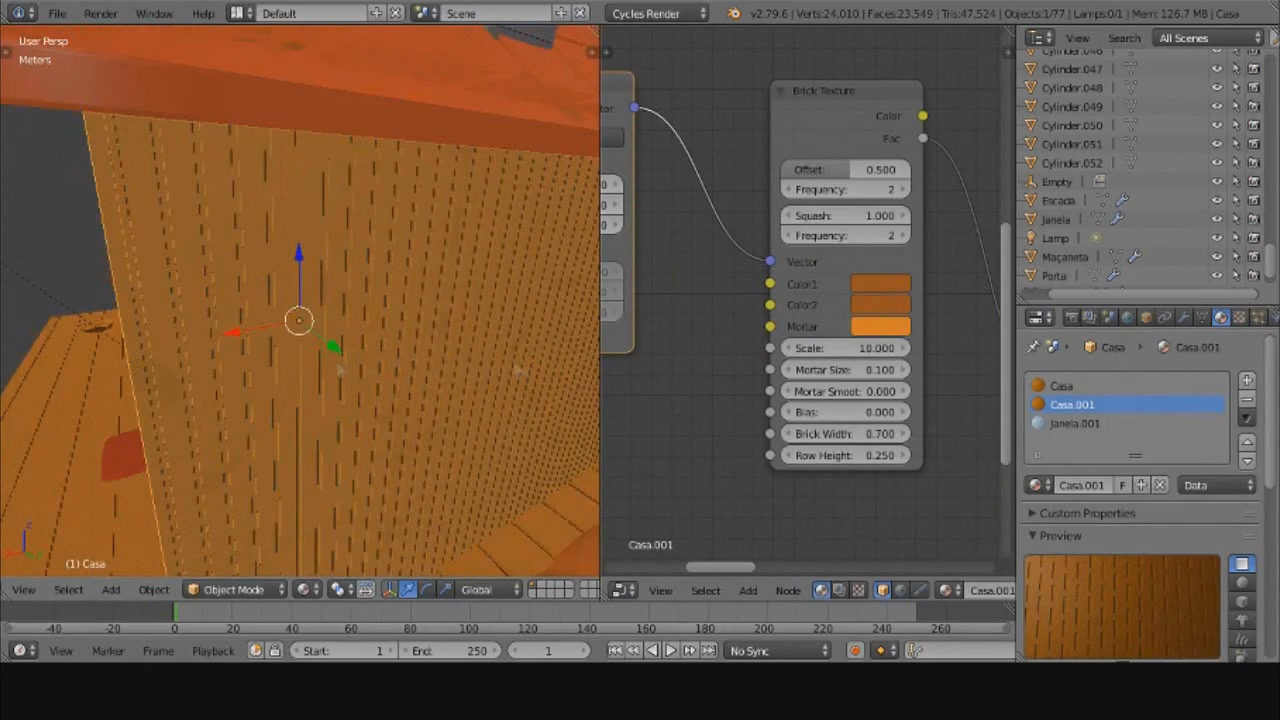 File Render Window Help Default Scene Cycles Render v2.79.6 | Verts:24,010 | Faces:23,549 | Tris:47,524 | Objects:1/77 | Lamps:0/1 | Mem: 126.7 MB | Casa
User Persp
Meters
(1) Casa
View Select Add Object Object Mode Global
Brick Texture
Color
Fac
Offset: 0.500
Frequency: 2
Squash: 1.000
Frequency: 2
Vector
Color1
Color2
Mortar
Scale: 10.000
Mortar Size: 0.100
Mortar Smoot: 0.000
Bias: 0.000
Brick Width: 0.700
Row Height: 0.250
Casa.001
View Select Add Node Casa.001
View Search All Scenes
Cylinder.046
Cylinder.047
Cylinder.048
Cylinder.049
Cylinder.050
Cylinder.051
Cylinder.052
Empty
Escada
Janela
Lamp
Maçaneta
Porta
Casa Casa.001
Casa
Casa.001
Janela.001
Casa.001 F Data
Custom Properties
Preview
-40 -20 0 20 40 60 80 100 120 140 160 180 200 220 240 260
View Marker Frame Playback Start: 1 End: 250 1 No Sync